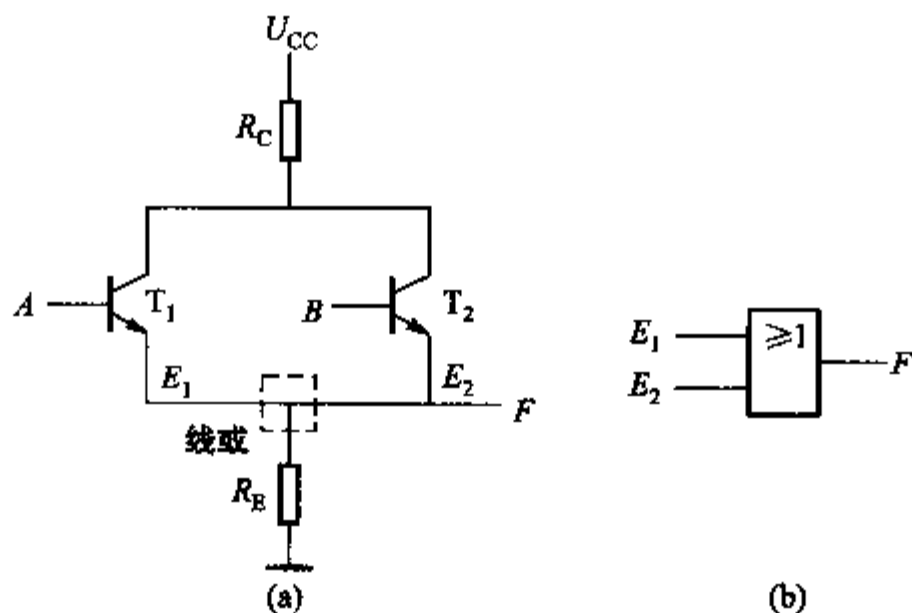 U_CC
R_C
A T_1 B T_2
E_1 E_2 F
线或
R_E
(a)
E_1 ≥1 F
E_2
(b)